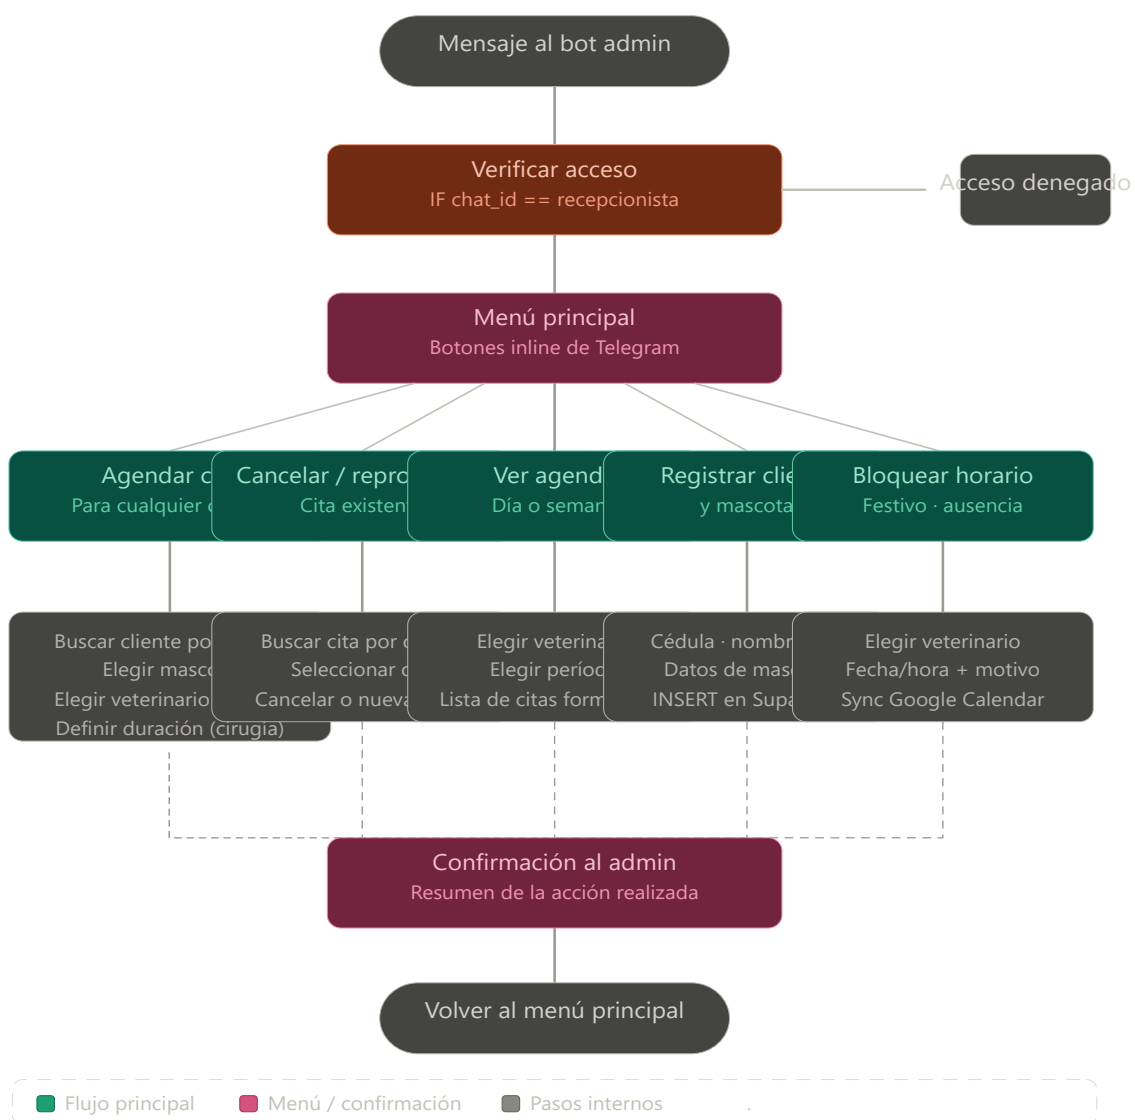 Mensaje al bot admin
Verificar acceso
IF chat_id == recepcionista
Acceso denegado
Menú principal
Botones inline de Telegram
Agendar c
Para cualquier
Cancelar / repro
Cita existen
Ver agend
Día o seman
Registrar clie
y mascota
Bloquear horario
Festivo · ausencia
Buscar cliente po
Elegir masco
Elegir veterinario
Definir duración (cirugía)
Buscar cita por
Seleccionar
Cancelar o nueva
Elegir veterina
Elegir períod
Lista de citas form
Cédula · nombr
Datos de masc
INSERT en Supa
Elegir veterinario
Fecha/hora + motivo
Sync Google Calendar
Confirmación al admin
Resumen de la acción realizada
Volver al menú principal
Flujo principal
Menú / confirmación
Pasos internos
.